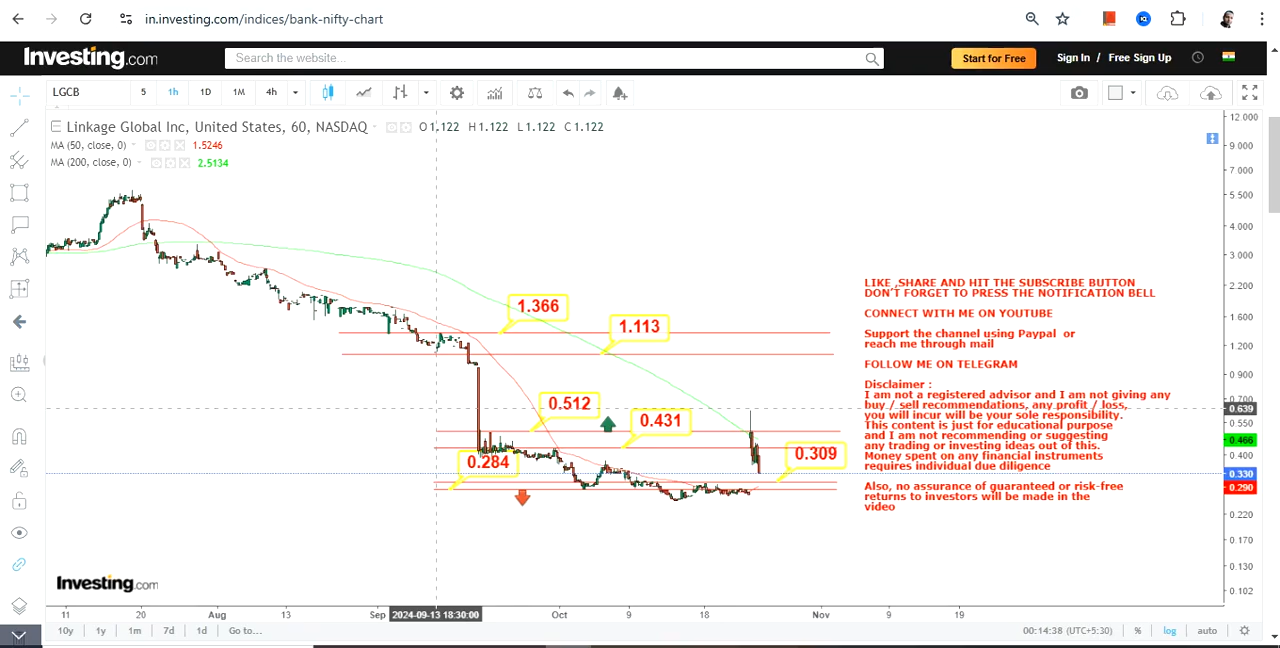 in.investing.com/indices/bank-nifty-chart
Investing.com
Search the website...
Start for Free
Sign In / Free Sign Up
LGCB
5
1h
1D
1M
4h
Linkage Global Inc, United States, 60, NASDAQ
O 1.122 H 1.122 L 1.122 C 1.122
MA (50, close, 0)
1.5246
MA (200, close, 0)
2.5134
12.000
9.000
7.000
5.500
4.000
3.000
2.200
1.600
1.200
0.900
0.700
0.639
0.550
0.466
0.400
0.330
0.290
0.220
0.170
0.130
0.102
1.366
1.113
0.512
0.431
0.284
0.309
LIKE ,SHARE AND HIT THE SUBSCRIBE BUTTON
DON'T FORGET TO PRESS THE NOTIFICATION BELL
CONNECT WITH ME ON YOUTUBE
Support the channel using Paypal or
reach me through mail
FOLLOW ME ON TELEGRAM
Disclaimer :
I am not a registered advisor and I am not giving any
buy / sell recommendations, any profit / loss,
you will incur will be your sole responsibility.
This content is just for educational purpose
and I am not recommending or suggesting
any trading or investing ideas out of this.
Money spent on any financial instruments
requires individual due diligence
Also, no assurance of guaranteed or risk-free
returns to investors will be made in the
video
Investing.com
11 20 Aug 13 Sep 2024-09-13 18:30:00 Oct 9 18 Nov 9 19
10y 1y 1m 7d 1d Go to...
00:14:38 (UTC+5:30) % log auto